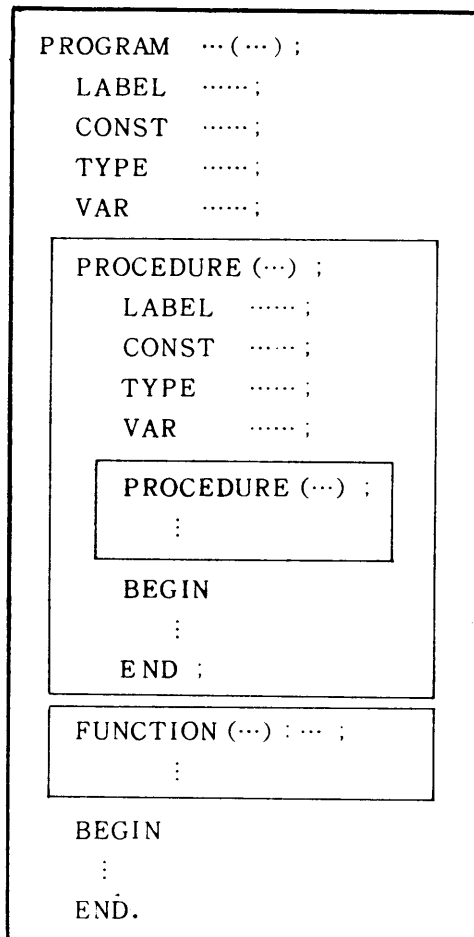 PROGRAM …(…) ;
LABEL ……;
CONST ……;
TYPE ……;
VAR ……;
PROCEDURE (…) ;
LABEL …… ;
CONST …… ;
TYPE …… ;
VAR …… ;
PROCEDURE (…) ;
⋮
BEGIN
⋮
END ;
FUNCTION (…) : … ;
⋮
BEGIN
⋮
END.